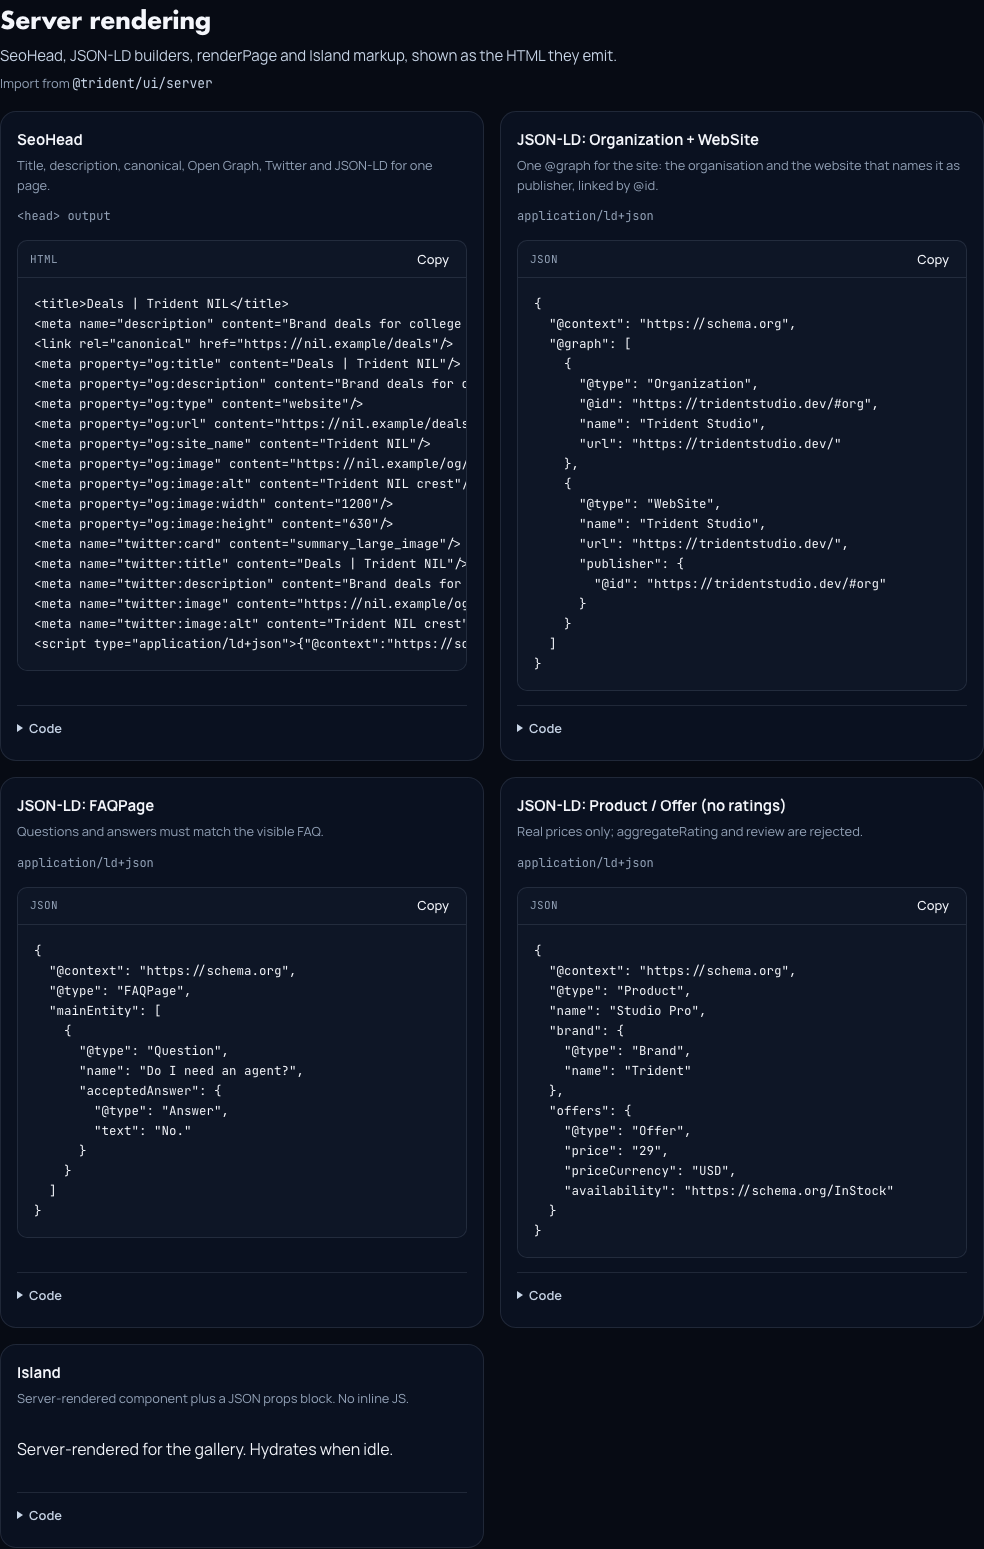 Server rendering
SeoHead, JSON-LD builders, renderPage and Island markup, shown as the HTML they emit.
Import from @trident/ui/server
SeoHead
Title, description, canonical, Open Graph, Twitter and JSON-LD for one
page.
<head> output
HTML
Copy
<title>Deals | Trident NIL</title>
<meta name="description" content="Brand deals for college
<link rel="canonical" href="https://nil.example/deals"/>
<meta property="og:title" content="Deals | Trident NIL"/>
<meta property="og:description" content="Brand deals for c
<meta property="og:type" content="website"/>
<meta property="og:url" content="https://nil.example/deals
<meta property="og:site_name" content="Trident NIL"/>
<meta property="og:image" content="https://nil.example/og/
<meta property="og:image:alt" content="Trident NIL crest"/
<meta property="og:image:width" content="1200"/>
<meta property="og:image:height" content="630"/>
<meta name="twitter:card" content="summary_large_image"/>
<meta name="twitter:title" content="Deals | Trident NIL"/>
<meta name="twitter:description" content="Brand deals for
<meta name="twitter:image" content="https://nil.example/og
<meta name="twitter:image:alt" content="Trident NIL crest"
<script type="application/ld+json">{"@context":"https://sc
Code
JSON-LD: Organization + WebSite
One @graph for the site: the organisation and the website that names it as
publisher, linked by @id.
application/ld+json
JSON
Copy
{
  "@context": "https://schema.org",
  "@graph": [
    {
      "@type": "Organization",
      "@id": "https://tridentstudio.dev/#org",
      "name": "Trident Studio",
      "url": "https://tridentstudio.dev/"
    },
    {
      "@type": "WebSite",
      "name": "Trident Studio",
      "url": "https://tridentstudio.dev/",
      "publisher": {
        "@id": "https://tridentstudio.dev/#org"
      }
    }
  ]
}
Code
JSON-LD: FAQPage
Questions and answers must match the visible FAQ.
application/ld+json
JSON
Copy
{
  "@context": "https://schema.org",
  "@type": "FAQPage",
  "mainEntity": [
    {
      "@type": "Question",
      "name": "Do I need an agent?",
      "acceptedAnswer": {
        "@type": "Answer",
        "text": "No."
      }
    }
  ]
}
Code
JSON-LD: Product / Offer (no ratings)
Real prices only; aggregateRating and review are rejected.
application/ld+json
JSON
Copy
{
  "@context": "https://schema.org",
  "@type": "Product",
  "name": "Studio Pro",
  "brand": {
    "@type": "Brand",
    "name": "Trident"
  },
  "offers": {
    "@type": "Offer",
    "price": "29",
    "priceCurrency": "USD",
    "availability": "https://schema.org/InStock"
  }
}
Code
Island
Server-rendered component plus a JSON props block. No inline JS.
Server-rendered for the gallery. Hydrates when idle.
Code